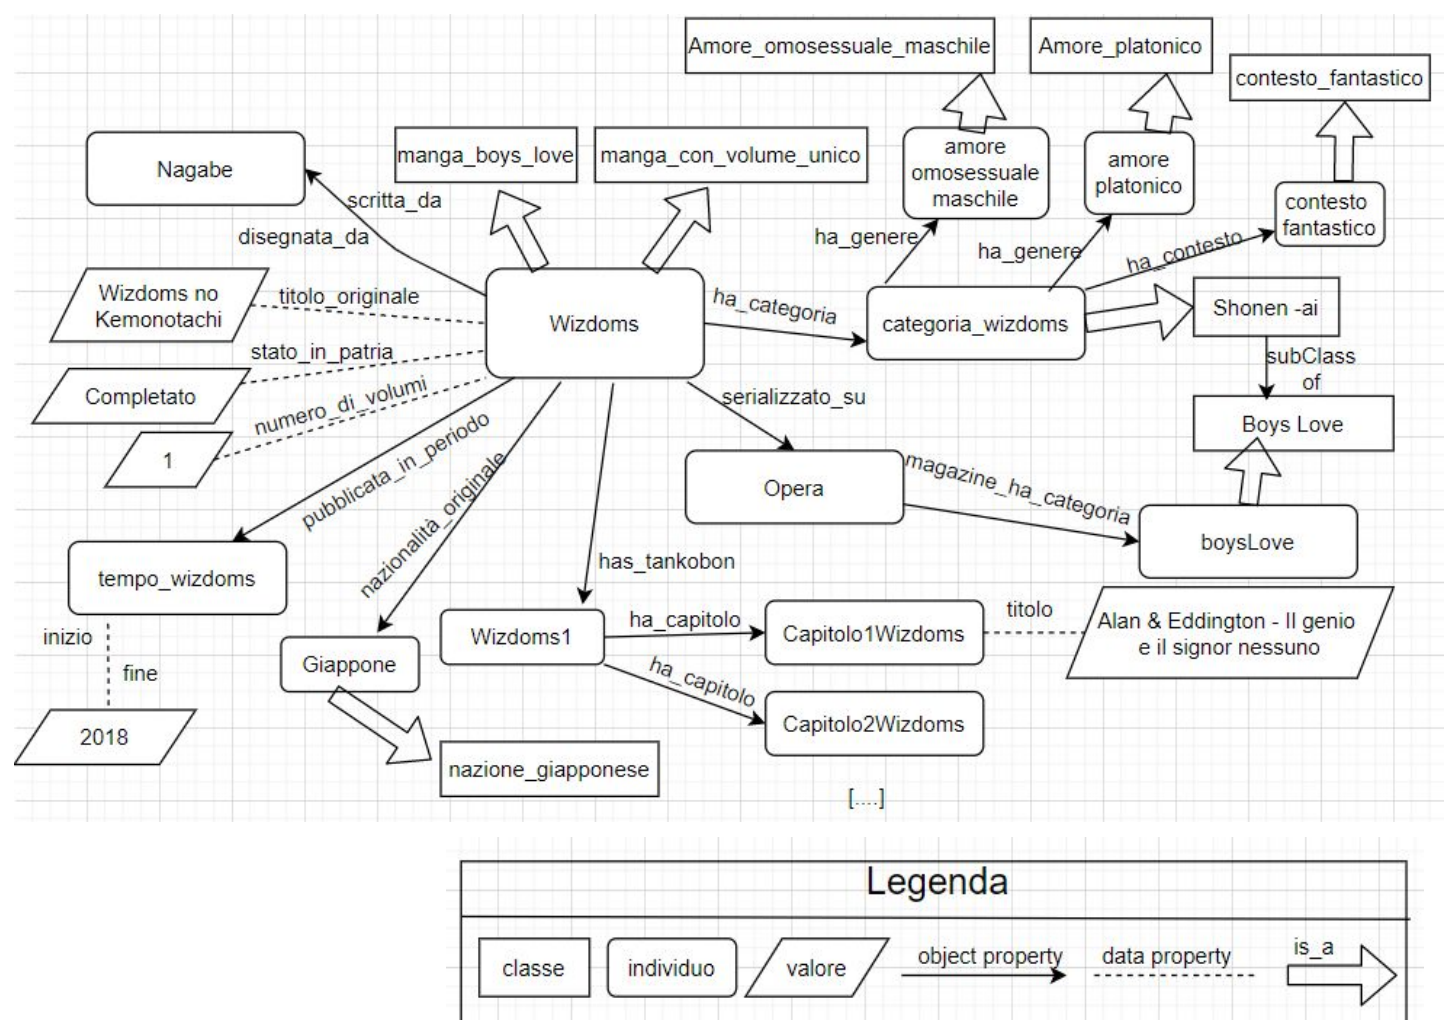 Amore_omosessuale_maschile
Amore_platonico
contesto_fantastico
Nagabe
manga_boys_love
manga_con_volume_unico
amore
omosessuale
maschile
amore
platonico
contesto
fantastico
scritta_da
disegnata_da
ha_genere
ha_genere
ha_contesto
Wizdoms no
Kemonotachi
titolo_originale
Wizdoms
ha_categoria
categoria_wizdoms
Shonen -ai
stato_in_patria
Completato
numero_di_volumi
1
serializzato_su
subClass
of
Boys Love
pubblicata_in_periodo
nazionalità_originale
Opera
magazine_ha_categoria
boysLove
tempo_wizdoms
has_tankobon
inizio
fine
2018
Giappone
nazione_giapponese
Wizdoms1
ha_capitolo
ha_capitolo
Capitolo1Wizdoms
titolo
Alan & Eddington - Il genio
e il signor nessuno
Capitolo2Wizdoms
[....]
Legenda
classe
individuo
valore
object property
data property
is_a